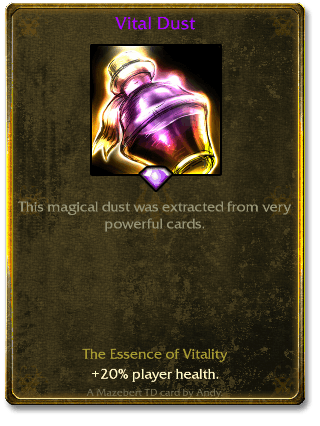 Vital Dust
This magical dust was extracted from very
powerful cards.
The Essence of Vitality
+20% player health.
A Mazebert TD card by Andy.